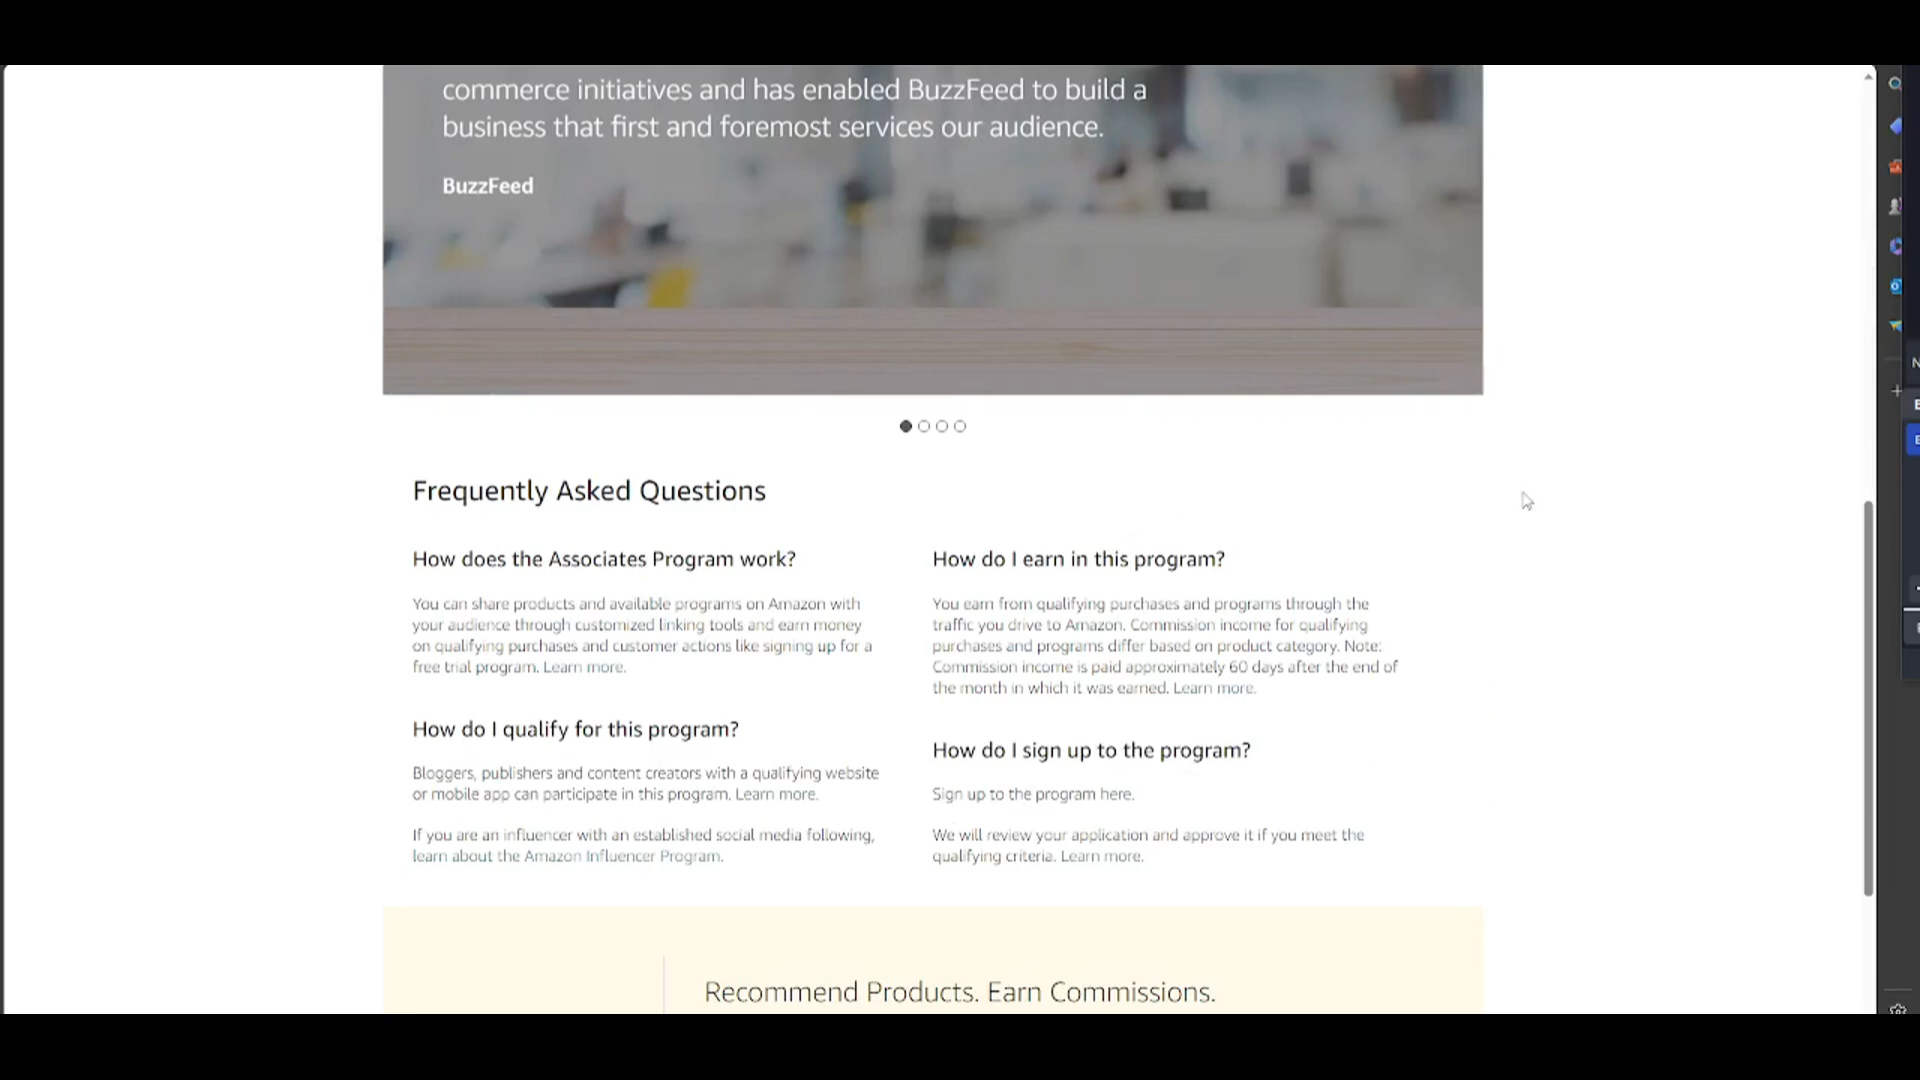 commerce initiatives and has enabled BuzzFeed to build a
business that first and foremost services our audience.
BuzzFeed
Frequently Asked Questions
How does the Associates Program work?
You can share products and available programs on Amazon with
your audience through customized linking tools and earn money
on qualifying purchases and customer actions like signing up for a
free trial program. Learn more.
How do I qualify for this program?
Bloggers, publishers and content creators with a qualifying website
or mobile app can participate in this program. Learn more.
If you are an influencer with an established social media following,
learn about the Amazon Influencer Program.
How do I earn in this program?
You earn from qualifying purchases and programs through the
traffic you drive to Amazon. Commission income for qualifying
purchases and programs differ based on product category. Note:
Commission income is paid approximately 60 days after the end of
the month in which it was earned. Learn more.
How do I sign up to the program?
Sign up to the program here.
We will review your application and approve it if you meet the
qualifying criteria. Learn more.
Recommend Products. Earn Commissions.